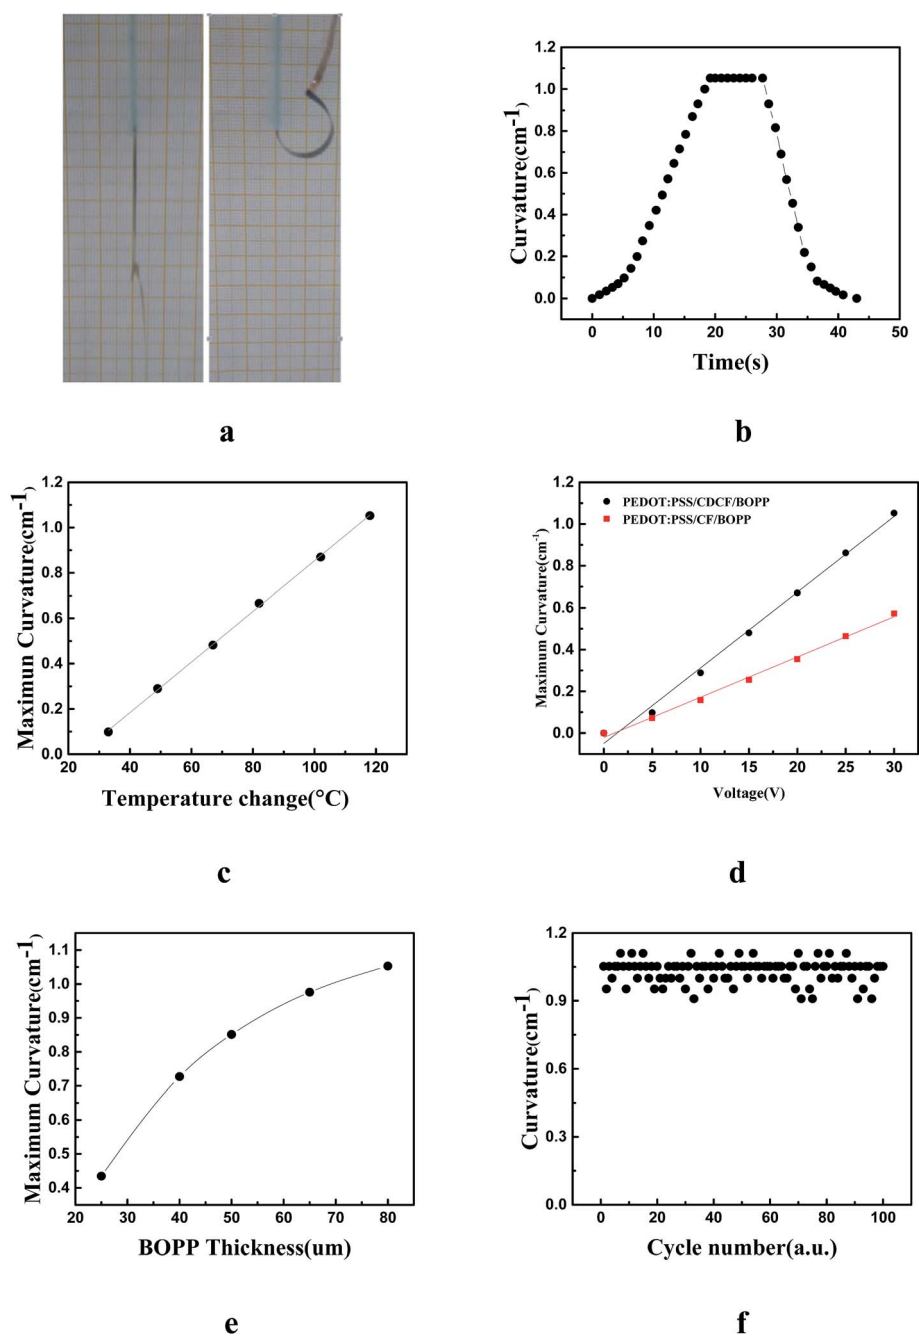 a
1.2
1.0
0.8
0.6
0.4
0.2
0.0
Curvature(cm-1)
0 10 20 30 40 50
Time(s)
b
1.2
1.0
0.8
0.6
0.4
0.2
0.0
Maximun Curvature(cm-1)
20 40 60 80 100 120
Temperature change(°C)
c
PEDOT:PSS/CDCF/BOPP
PEDOT:PSS/CF/BOPP
1.2
1.0
0.8
0.6
0.4
0.2
0.0
Maximum Curvature(cm-1)
0 5 10 15 20 25 30
Voltage(V)
d
1.1
1.0
0.9
0.8
0.7
0.6
0.5
0.4
Maximum Curvature(cm-1)
20 30 40 50 60 70 80
BOPP Thickness(um)
e
1.2
0.9
0.6
0.3
0.0
Curvature(cm-1)
0 20 40 60 80 100
Cycle number(a.u.)
f